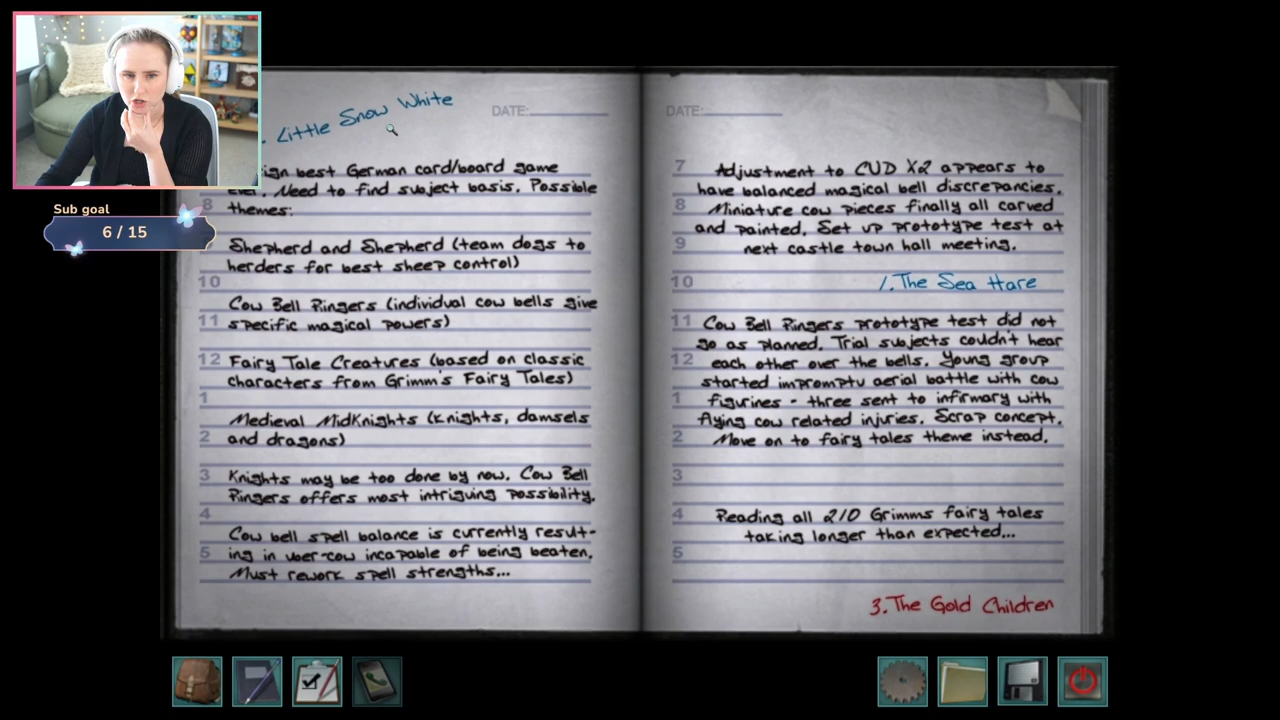 Sub goal
6 / 15
Little Snow White
DATE:
best German card/board game
ever. Need to find subject basis. Possible
8
themes:
Shepherd and Shepherd (team dogs to
herders for best sheep control)
10
Cow Bell Ringers (individual cow bells give
11
specific magical powers)
12
Fairy Tale Creatures (based on classic
characters from Grimm's Fairy Tales)
1
Medieval MidKnights (knights, damsels
2
and dragons)
3
Knights may be too done by now. Cow Bell
Ringers offers most intriguing possibility.
4
Cow bell spell balance is currently result-
5
ing in uber-cow incapable of being beaten.
Must rework spell strengths...
DATE:
7
Adjustment to CUD X2 appears to
have balanced magical bell discrepancies.
8
Miniature cow pieces finally all carved
and painted. Set up prototype test at
9
next castle town hall meeting.
10
1. The Sea Hare
11
Cow Bell Ringers prototype test did not
go as planned. Trial subjects couldn't hear
12
each other over the bells. Young group
started impromptu aerial battle with cow
1
figurines - three sent to infirmary with
flying cow related injuries. Scrap concept.
2
Move on to fairy tales theme instead.
3
4
Reading all 210 Grimms fairy tales
taking longer than expected...
5
3. The Gold Children